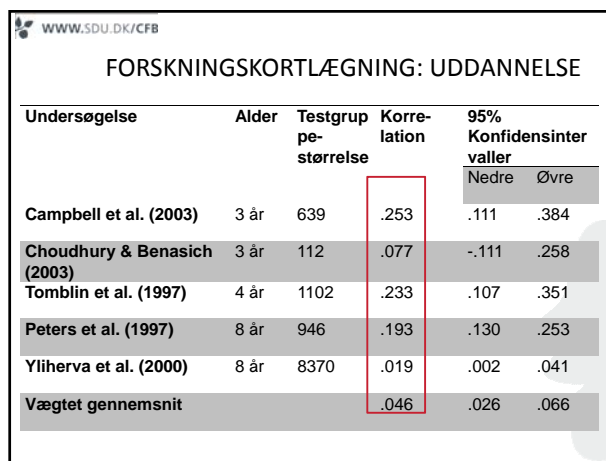 WWW.SDU.DK/CFB
FORSKNINGSKORTLÆGNING: UDDANNELSE
Undersøgelse Alder Testgrup Korre- 95%
pe- lation Konfidensinter
størrelse valler
Nedre Øvre
Campbell et al. (2003) 3 år 639 .253 .111 .384
Choudhury & Benasich 3 år 112 .077 -.111 .258
(2003)
Tomblin et al. (1997) 4 år 1102 .233 .107 .351
Peters et al. (1997) 8 år 946 .193 .130 .253
Yliherva et al. (2000) 8 år 8370 .019 .002 .041
Vægtet gennemsnit .046 .026 .066